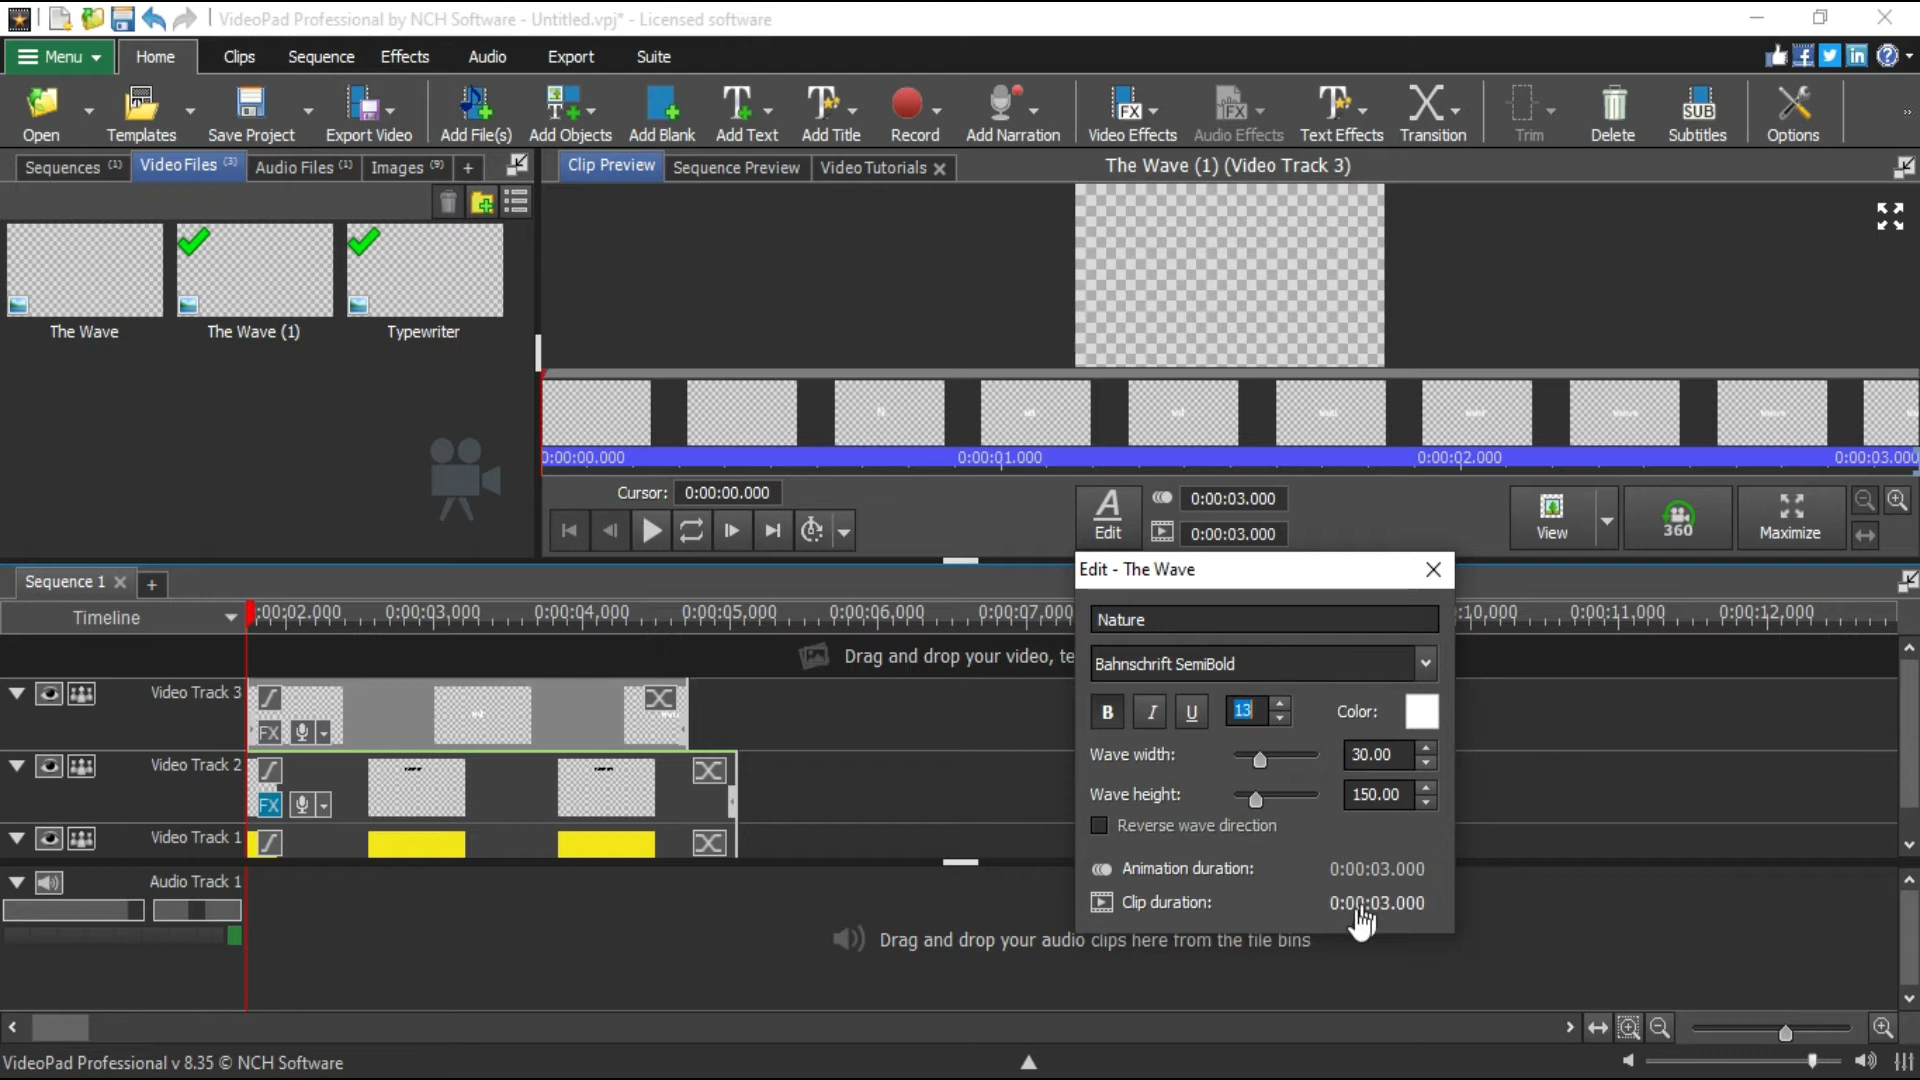 VideoPad Professional by NCH Software - Untitled.vpj* - Licensed software
Menu Home Clips Sequence Effects Audio Export Suite
Open Templates Save Project Export Video Add File(s) Add Objects Add Blank Add Text Add Title Record Add Narration Video Effects Audio Effects Text Effects Transition Trim Delete Subtitles Options
Sequences (1) Video Files (3) Audio Files (1) Images (9) +
Clip Preview Sequence Preview Video Tutorials
The Wave (1) (Video Track 3)
The Wave The Wave (1) Typewriter
0:00:00.000 0:00:01.000 0:00:02.000 0:00:03.000
Cursor: 0:00:00.000
Edit
0:00:03.000
0:00:03.000
View 360 Maximize
Sequence 1
Timeline
:00:02.000 0:00:03.000 0:00:04.000 0:00:05.000 0:00:06.000 0:00:07.000 :10.000 0:00:11.000 0:00:12.000
Drag and drop your video, te
Video Track 3
FX
Video Track 2
FX
Video Track 1
Audio Track 1
Drag and drop your audio clips here from the file bins
Edit - The Wave
Nature
Bahnschrift SemiBold
B I U 13 Color:
Wave width: 30.00
Wave height: 150.00
Reverse wave direction
Animation duration: 0:00:03.000
Clip duration: 0:00:03.000
VideoPad Professional v 8.35 © NCH Software